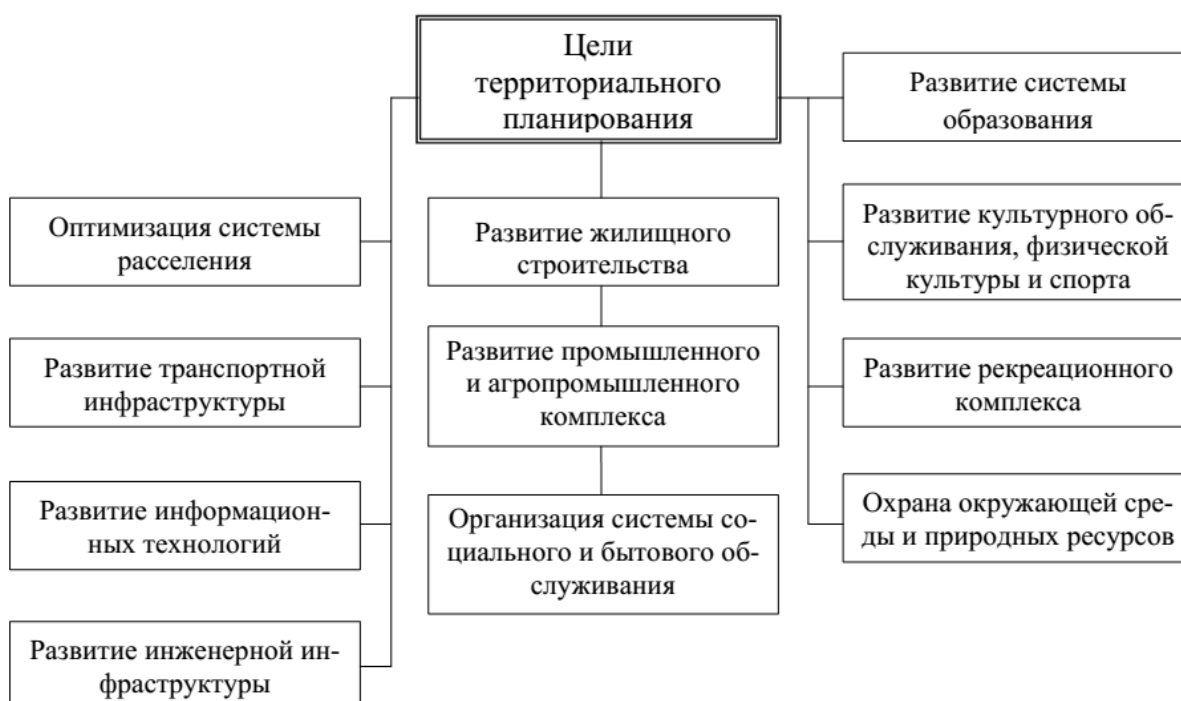 Цели
территориального
планирования
Оптимизация системы
расселения
Развитие транспортной
инфраструктуры
Развитие информацион-
ных технологий
Развитие инженерной ин-
фраструктуры
Развитие жилищного
строительства
Развитие промышленного
и агропромышленного
комплекса
Организация системы со-
циального и бытового об-
служивания
Развитие системы
образования
Развитие культурного об-
служивания, физической
культуры и спорта
Развитие рекреационного
комплекса
Охрана окружающей сре-
ды и природных ресурсов